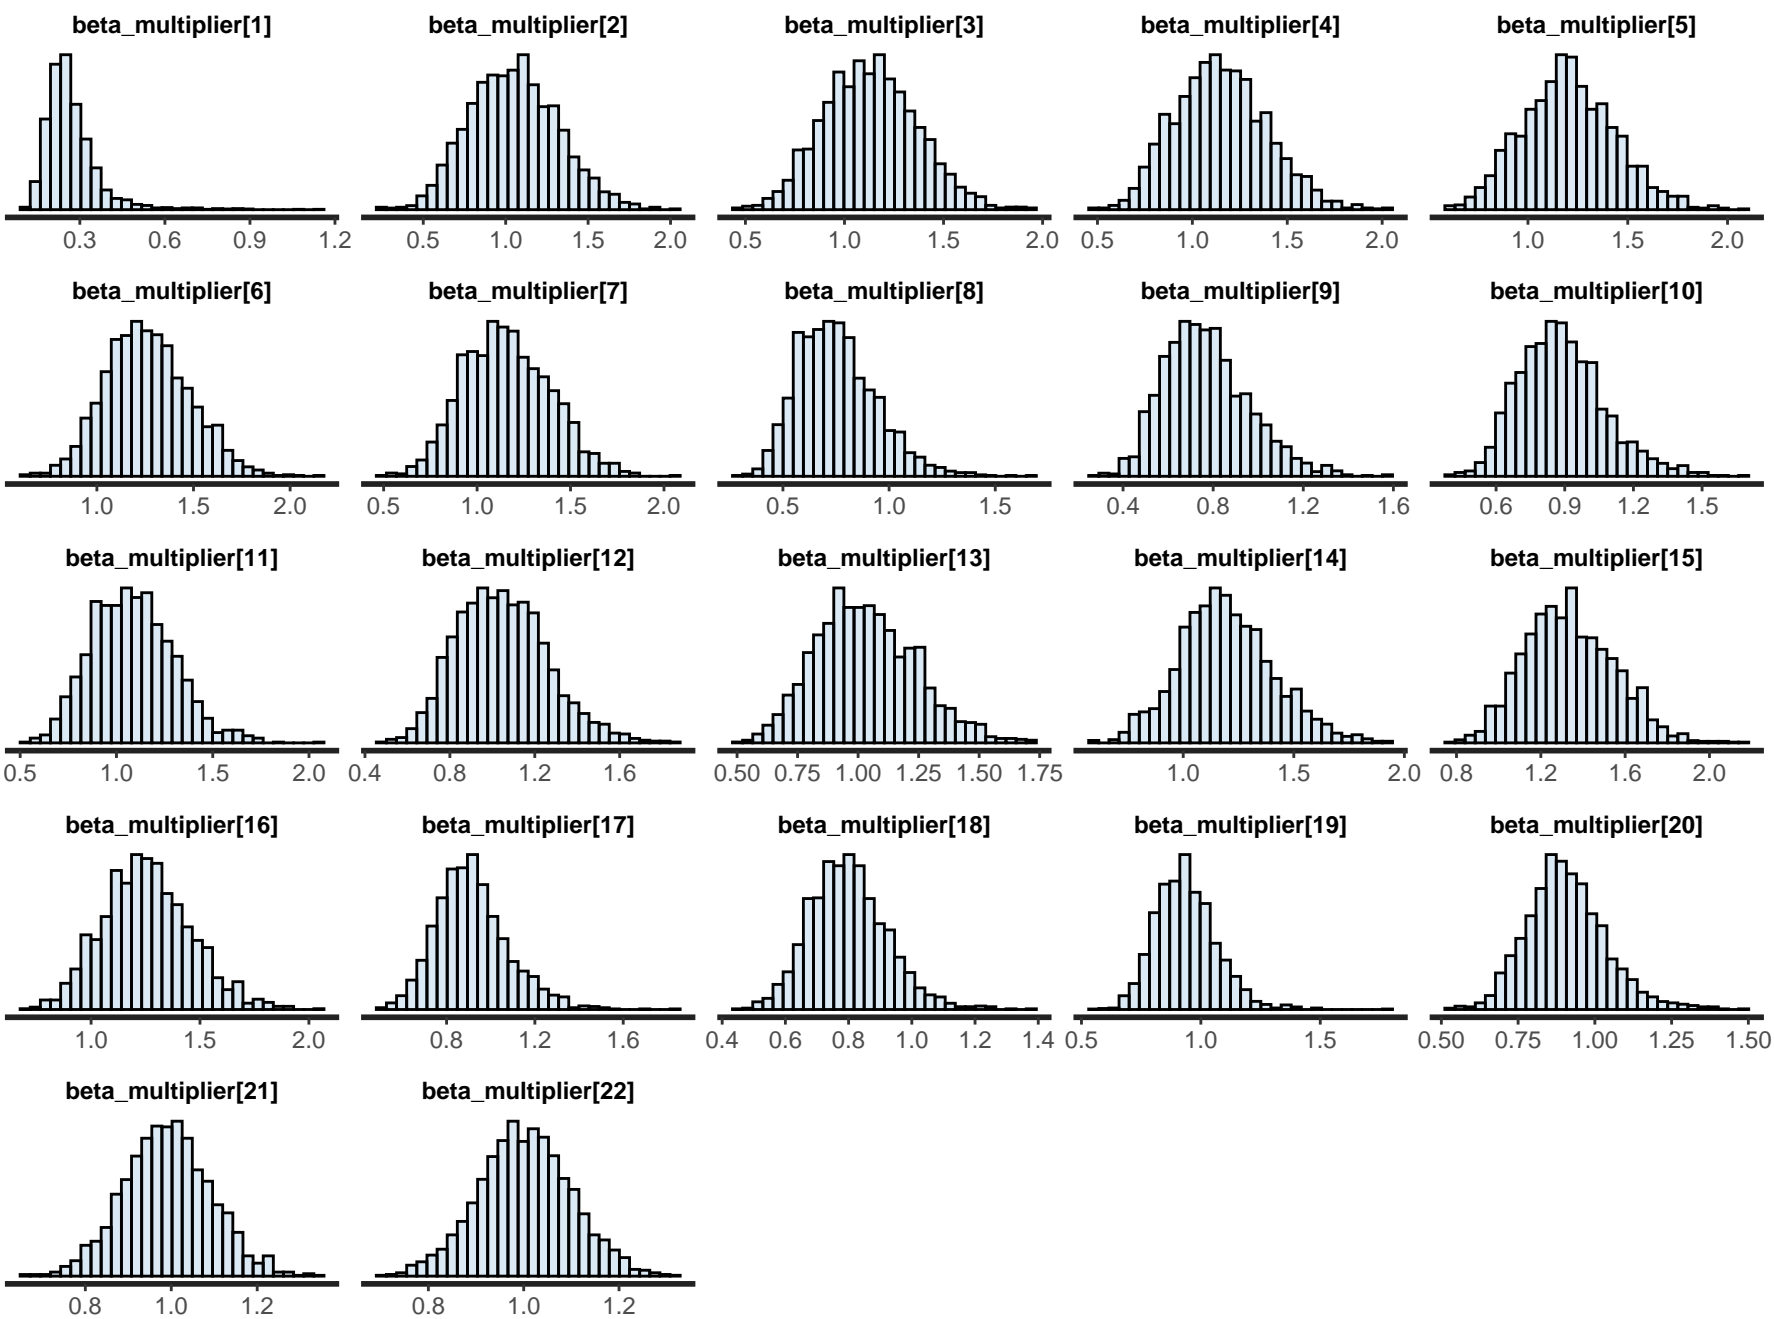 beta_multiplier[1] beta_multiplier[2] beta_multiplier[3] beta_multiplier[4] beta_multiplier[5]
0.3 0.6 0.9 1.2 0.5 1.0 1.5 2.0 0.5 1.0 1.5 2.0 0.5 1.0 1.5 2.0 1.0 1.5 2.0
beta_multiplier[6] beta_multiplier[7] beta_multiplier[8] beta_multiplier[9] beta_multiplier[10]
1.0 1.5 2.0 0.5 1.0 1.5 2.0 0.5 1.0 1.5 0.4 0.8 1.2 1.6 0.6 0.9 1.2 1.5
beta_multiplier[11] beta_multiplier[12] beta_multiplier[13] beta_multiplier[14] beta_multiplier[15]
0.5 1.0 1.5 2.0 0.4 0.8 1.2 1.6 0.50 0.75 1.00 1.25 1.50 1.75 1.0 1.5 2.0 0.8 1.2 1.6 2.0
beta_multiplier[16] beta_multiplier[17] beta_multiplier[18] beta_multiplier[19] beta_multiplier[20]
1.0 1.5 2.0 0.8 1.2 1.6 0.4 0.6 0.8 1.0 1.2 1.4 0.5 1.0 1.5 0.50 0.75 1.00 1.25 1.50
beta_multiplier[21] beta_multiplier[22]
0.8 1.0 1.2 0.8 1.0 1.2